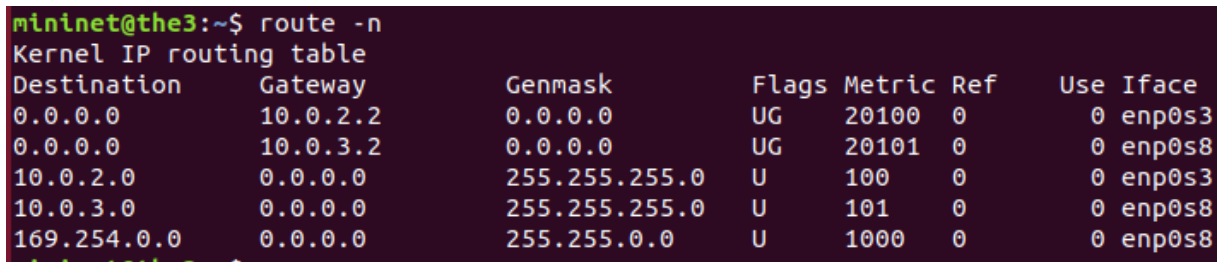 mininet@the3:~$ route -n
Kernel IP routing table
Destination     Gateway         Genmask         Flags Metric Ref    Use Iface
0.0.0.0         10.0.2.2        0.0.0.0         UG    20100  0        0 enp0s3
0.0.0.0         10.0.3.2        0.0.0.0         UG    20101  0        0 enp0s8
10.0.2.0        0.0.0.0         255.255.255.0   U     100    0        0 enp0s3
10.0.3.0        0.0.0.0         255.255.255.0   U     101    0        0 enp0s8
169.254.0.0     0.0.0.0         255.255.0.0     U     1000   0        0 enp0s8